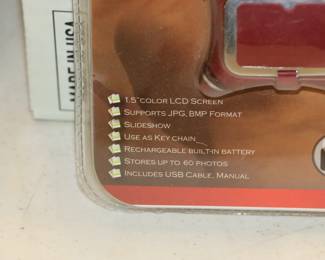 MADE IN USA
1.5" COLOR LCD SCREEN
SUPPORTS JPG, BMP FORMAT
SLIDESHOW
USE AS KEY CHAIN
RECHARGEABLE BUILT-IN BATTERY
STORES UP TO 60 PHOTOS
INCLUDES USB CABLE, MANUAL